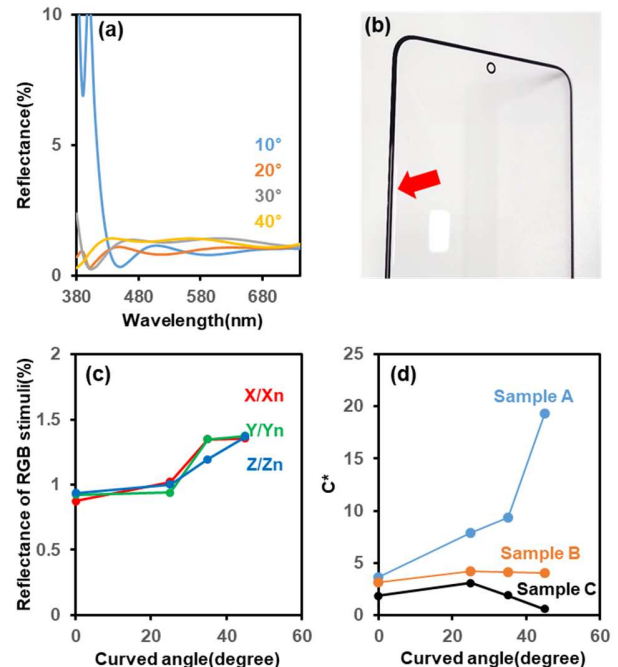 (a)
10
5
0
Reflectance(%)
10°
20°
30°
40°
380
480
580
680
Wavelength(nm)
(b)
(c)
2
1.5
1
0.5
0
Reflectance of RGB stimuli(%)
X/Xn
Y/Yn
Z/Zn
0
20
40
60
Curved angle(degree)
(d)
25
20
15
10
5
0
C*
Sample A
Sample B
Sample C
0
20
40
60
Curved angle(degree)